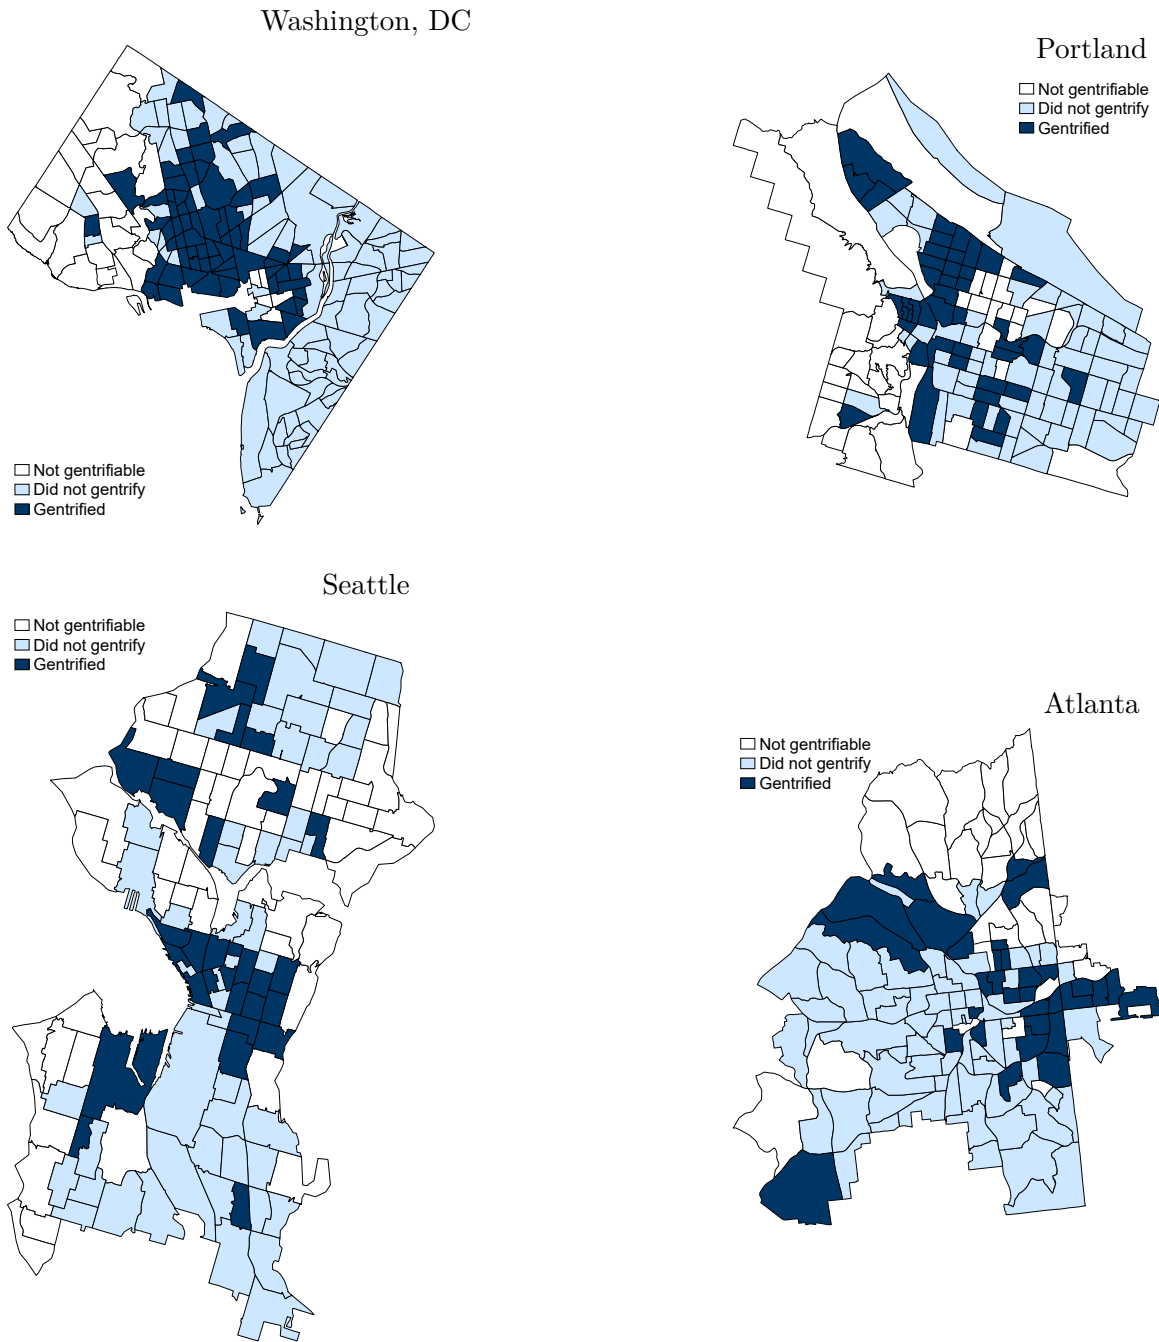 Washington, DC
Not gentrifiable
Did not gentrify
Gentrified
Portland
Not gentrifiable
Did not gentrify
Gentrified
Seattle
Not gentrifiable
Did not gentrify
Gentrified
Atlanta
Not gentrifiable
Did not gentrify
Gentrified